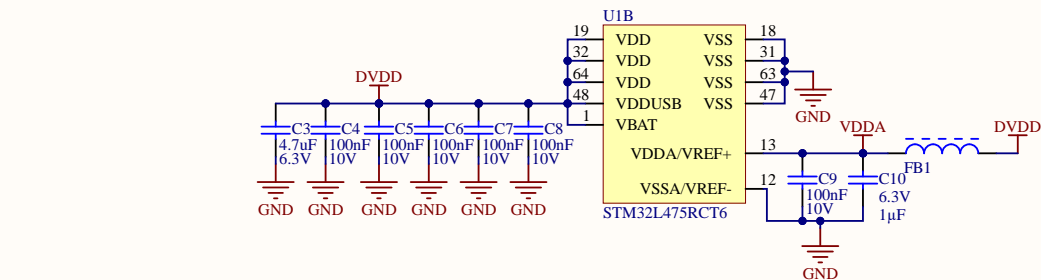 U1B
19 VDD VSS 18
32 VDD VSS 31
64 VDD VSS 63
48 VDDUSB VSS 47
1 VBAT
DVDD
GND
C3 C4 C5 C6 C7 C8
4.7uF 100nF 100nF 100nF 100nF 100nF
6.3V 10V 10V 10V 10V 10V
GND GND GND GND GND GND
VDDA/VREF+ 13
VSSA/VREF- 12
STM32L475RCT6
VDDA
DVDD
FB1
C9
100nF
10V
C10
6.3V
1µF
GND